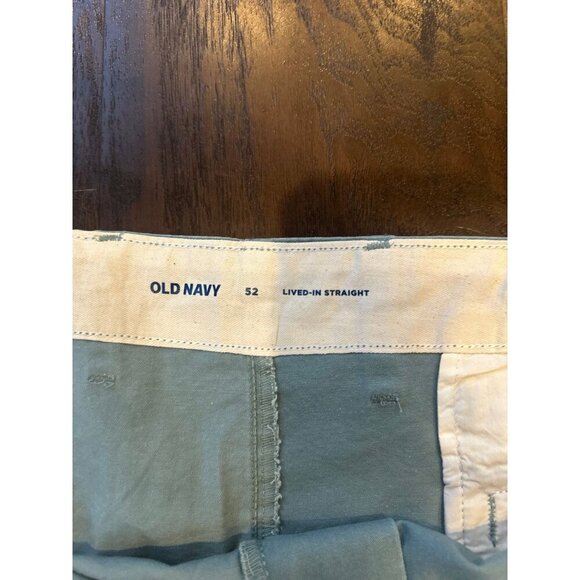 OLD NAVY 52 LIVED-IN STRAIGHT